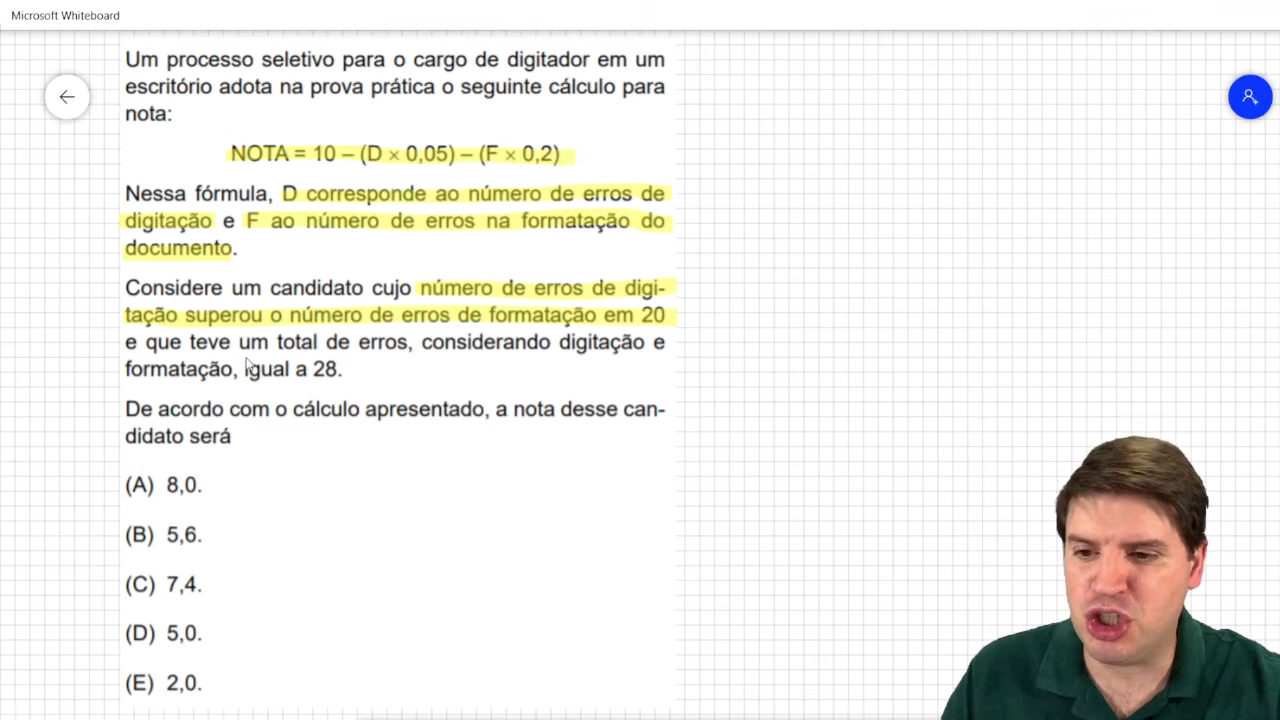 Microsoft Whiteboard
Um processo seletivo para o cargo de digitador em um
escritório adota na prova prática o seguinte cálculo para
nota:
NOTA = 10 – (D × 0,05) – (F × 0,2)
Nessa fórmula, D corresponde ao número de erros de
digitação e F ao número de erros na formatação do
documento.
Considere um candidato cujo número de erros de digi-
tação superou o número de erros de formatação em 20
e que teve um total de erros, considerando digitação e
formatação, igual a 28.
De acordo com o cálculo apresentado, a nota desse can-
didato será
(A) 8,0.
(B) 5,6.
(C) 7,4.
(D) 5,0.
(E) 2,0.